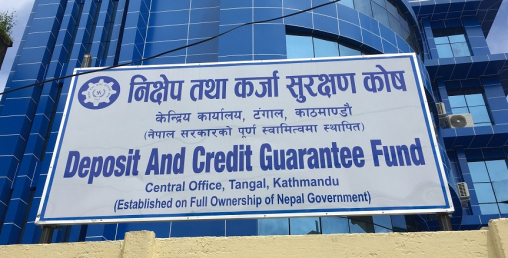 निक्षेप तथा कर्जा सुरक्षण कोष
केन्द्रिय कार्यालय, टंगाल, काठमाण्डौ
(नेपाल सरकारको पूर्ण स्वामित्वमा स्थापित)
Deposit And Credit Guarantee Fund
Central Office, Tangal, Kathmandu
(Established on Full Ownership of Nepal Government)